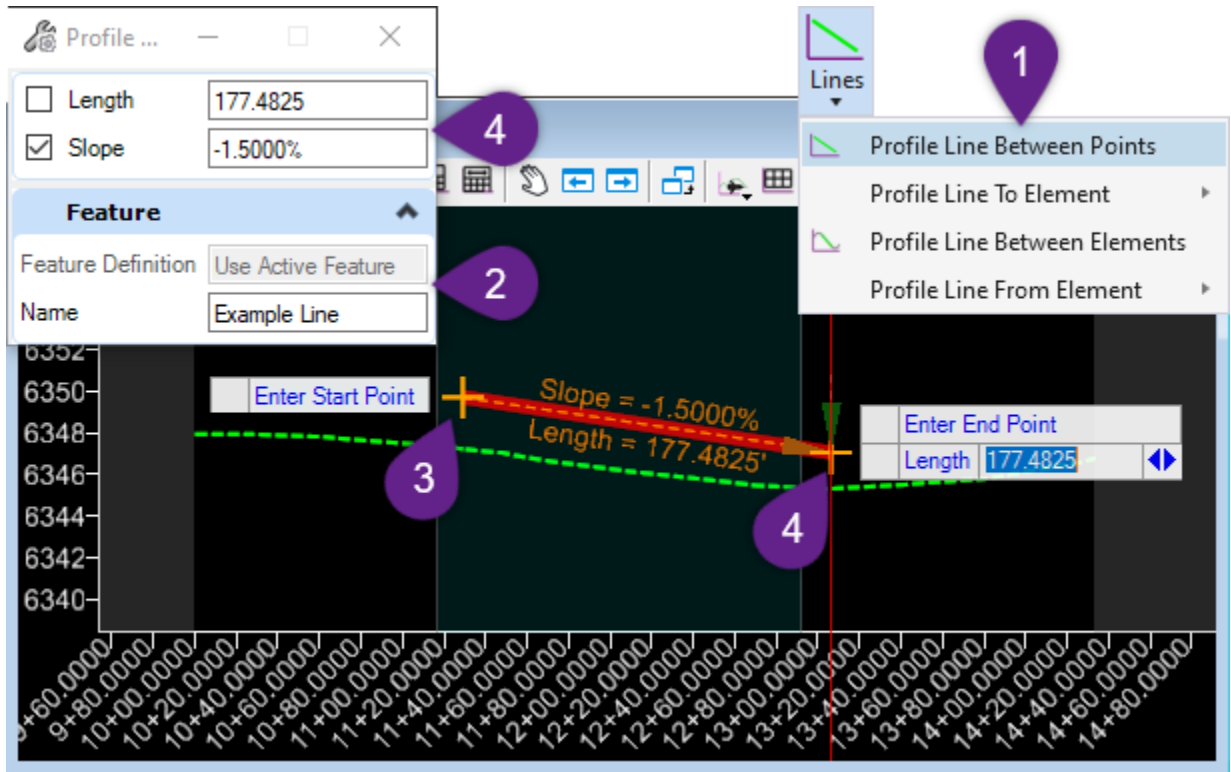 Profile ...
Length 177.4825
Slope -1.5000%
Feature
Feature Definition Use Active Feature
Name Example Line
4
2
Lines
1
Profile Line Between Points
Profile Line To Element
Profile Line Between Elements
Profile Line From Element
6352
6350
6348
6346
6344
6342
6340
Enter Start Point
3
Slope = -1.5000%
Length = 177.4825'
Enter End Point
Length 177.4825
4
9+80.0000
10+00.0000
10+20.0000
10+40.0000
10+60.0000
10+80.0000
11+00.0000
11+20.0000
11+40.0000
11+60.0000
11+80.0000
12+00.0000
12+20.0000
12+40.0000
12+60.0000
12+80.0000
13+00.0000
13+20.0000
13+40.0000
13+60.0000
13+80.0000
14+00.0000
14+20.0000
14+40.0000
14+60.0000
14+80.0000